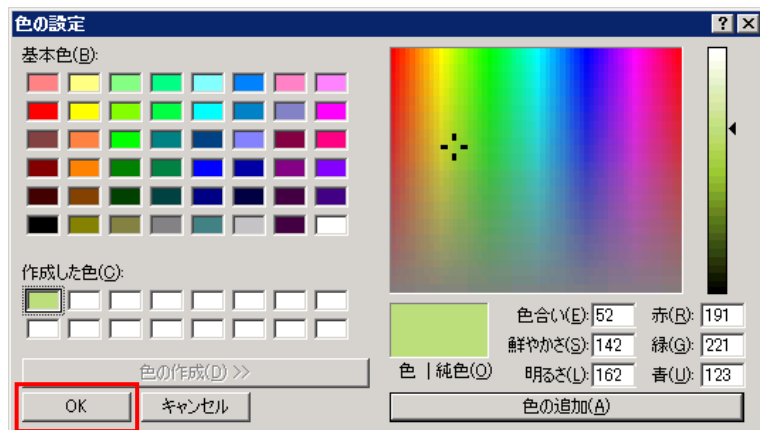 色の設定
基本色(B):
作成した色(C):
色の作成(D) >>
OK キャンセル
色 | 純色(O)
色合い(E): 52 赤(R): 191
鮮やかさ(S): 142 緑(G): 221
明るさ(L): 162 青(U): 123
色の追加(A)